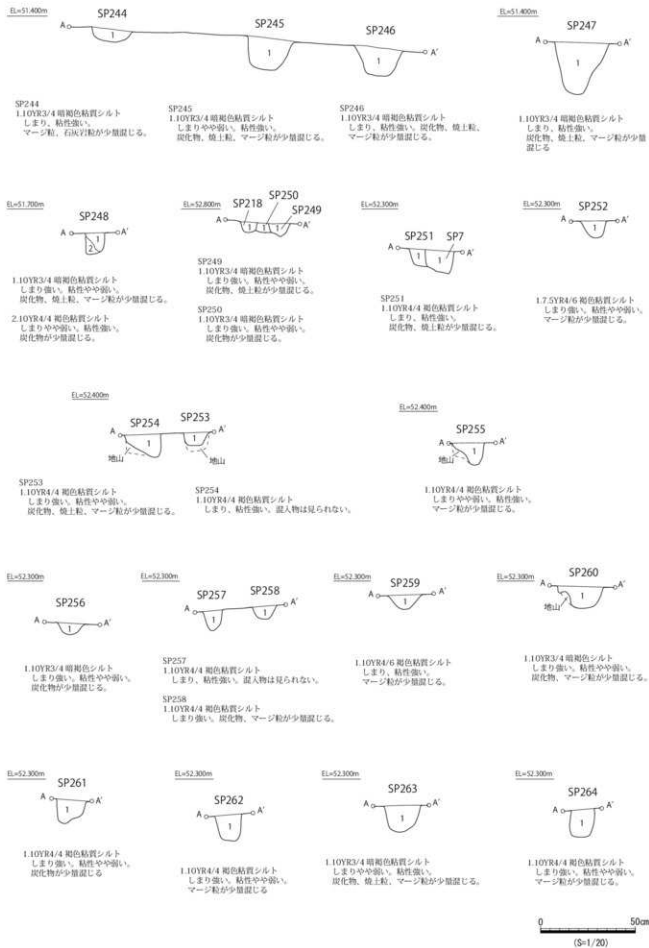 EL=51.400m
SP244
SP245
SP246
A
A'
1
1
1
SP244
1.10YR3/4 暗褐色粘質シルト
しまり、粘性強い。
マージ粒、石灰岩粒が少量混じる。
SP245
1.10YR3/4 暗褐色粘質シルト
しまりやや弱い。粘性強い。
炭化物、焼土粒、マージ粒が少量混じる。
SP246
1.10YR3/4 暗褐色粘質シルト
しまり、粘性強い。炭化物、焼土粒、
マージ粒が少量混じる。
EL=51.400m
SP247
A
A'
1
1.10YR3/4 暗褐色粘質シルト
しまり強い。粘性やや弱い。
炭化物、焼土粒、マージ粒が少量
混じる
EL=51.700m
SP248
A
A'
1
2
1.10YR3/4 暗褐色粘質シルト
しまり強い。粘性やや弱い。
炭化物、焼土粒、マージ粒が少量混じる。
2.10YR4/4 褐色粘質シルト
しまりやや弱い。粘性強い。
炭化物が少量混じる。
EL=52.800m
SP250
SP218
SP249
A
A'
1
1
1
SP249
1.10YR3/4 暗褐色粘質シルト
しまり強い。粘性やや弱い。
炭化物、焼土粒、マージ粒が少量混じる。
SP250
1.10YR3/4 暗褐色粘質シルト
しまり強い。粘性やや弱い。
炭化物が少量混じる。
EL=52.300m
SP251
SP7
A
A'
1
1
SP251
1.10YR4/4 褐色粘質シルト
しまり、粘性強い。
炭化物、焼土粒が少量混じる。
EL=52.300m
SP252
A
A'
1
1.7.5YR4/6 褐色粘質シルト
しまり強い、粘性やや弱い。
マージ粒が少量混じる。
EL=52.400m
SP254
SP253
A
A'
1
1
地山
地山
SP253
1.10YR4/4 褐色粘質シルト
しまり強い。粘性やや弱い。
炭化物、焼土粒、マージ粒が少量混じる。
SP254
1.10YR4/4 褐色粘質シルト
しまり、粘性強い。混入物は見られない。
EL=52.400m
SP255
A
A'
1
地山
1.10YR4/4 褐色粘質シルト
しまりやや弱い。粘性強い。
マージ粒が少量混じる。
EL=52.300m
SP256
A
A'
1
1.10YR3/4 暗褐色シルト
しまり強い。粘性やや弱い。
炭化物が少量混じる。
EL=52.300m
SP257
SP258
A
A'
1
1
SP257
1.10YR4/4 褐色粘質シルト
しまり、粘性強い。混入物は見られない。
SP258
1.10YR4/4 褐色粘質シルト
しまり強い。炭化物、マージ粒が少量混じる。
EL=52.300m
SP259
A
A'
1
1.10YR4/6 褐色粘質シルト
しまり、粘性強い。
マージ粒が少量混じる。
EL=52.300m
SP260
A
A'
1
地山
1.10YR3/4 暗褐色シルト
しまり強い。粘性やや弱い。
炭化物、マージ粒が少量混じる。
EL=52.300m
SP261
A
A'
1
1.10YR4/4 褐色粘質シルト
しまり強い、粘性やや弱い。
炭化物が少量混じる
EL=52.300m
SP262
A
A'
1
1.10YR4/4 褐色粘質シルト
しまり強い、粘性やや弱い。
マージ粒が少量混じる
EL=52.300m
SP263
A
A'
1
1.10YR3/4 暗褐色粘質シルト
しまりやや弱い。粘性強い。
炭化物、焼土粒、マージ粒が少量混じる。
EL=52.300m
SP264
A
A'
1
1.10YR4/4 褐色粘質シルト
しまり強い。粘性やや弱い。
マージ粒が少量混じる。
0
50cm
(S=1/20)